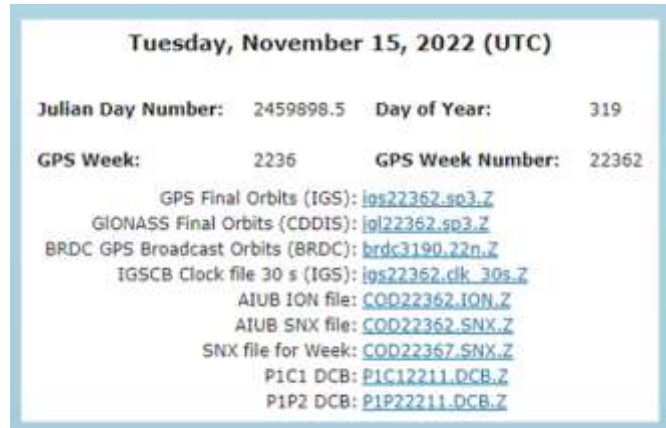 Tuesday, November 15, 2022 (UTC)
Julian Day Number: 2459898.5 Day of Year: 319
GPS Week: 2236 GPS Week Number: 22362
GPS Final Orbits (IGS): igs22362.sp3.Z
GlONASS Final Orbits (CDDIS): igl22362.sp3.Z
BRDC GPS Broadcast Orbits (BRDC): brdc3190.22n.Z
IGSCB Clock file 30 s (IGS): igs22362.clk_30s.Z
AIUB ION file: COD22362.ION.Z
AIUB SNX file: COD22362.SNX.Z
SNX file for Week: COD22367.SNX.Z
P1C1 DCB: P1C12211.DCB.Z
P1P2 DCB: P1P22211.DCB.Z